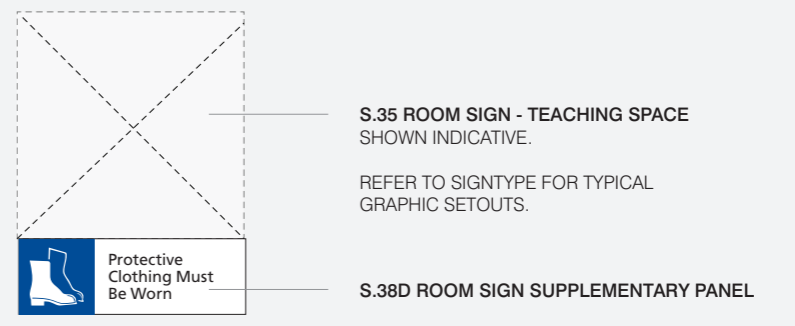 S.35 ROOM SIGN - TEACHING SPACE
SHOWN INDICATIVE.
REFER TO SIGNTYPE FOR TYPICAL
GRAPHIC SETOUTS.
Protective
Clothing Must
Be Worn
S.38D ROOM SIGN SUPPLEMENTARY PANEL